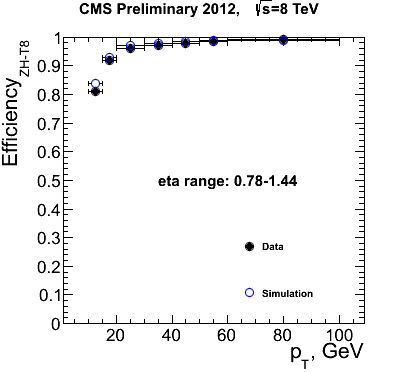 CMS Preliminary 2012, √s=8 TeV
Efficiency ZH-T8
1
0.9
0.8
0.7
0.6
0.5
0.4
0.3
0.2
0.1
0
eta range: 0.78-1.44
Data
Simulation
20 40 60 80 100
p_T, GeV